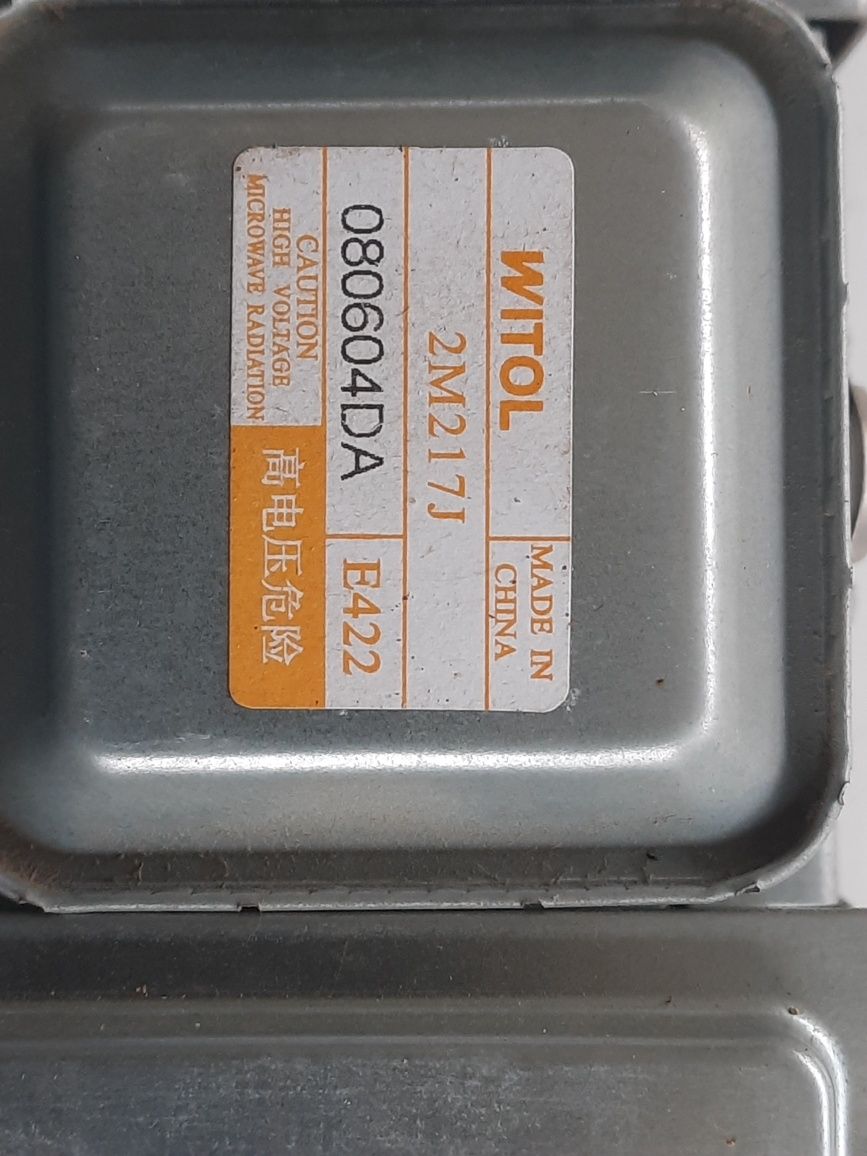 WITOL
MADE IN
CHINA
2M217J
080604DA
E422
CAUTION
HIGH VOLTAGE
MICROWAVE RADIATION
高电压危险